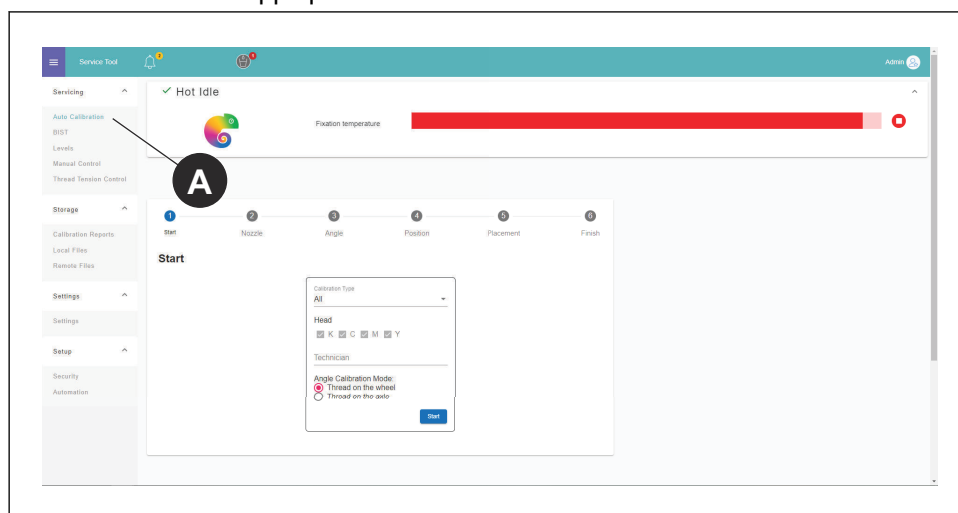 Service Tool
Admin
Servicing
Auto Calibration
BIST
Levels
Manual Control
Thread Tension Control
Storage
Calibration Reports
Local Files
Remote Files
Settings
Settings
Setup
Security
Automation
Hot Idle
Fixation temperature
A
1 2 3 4 5 6
Start Nozzle Angle Position Placement Finish
Start
Calibration Type
All
Head
K C M Y
Technician
Angle Calibration Mode:
Thread on the wheel
Thread on the axle
Start